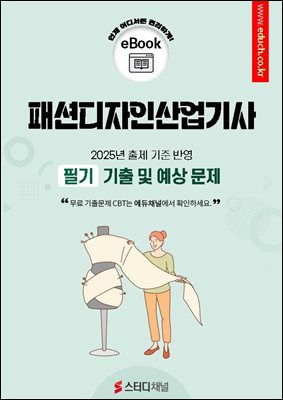 언제 어디서든 편리하게!
eBook
www.educh.co.kr
패션디자인산업기사
2025년 출제 기준 반영
필기 기출 및 예상 문제
“ 무료 기출문제 CBT는 에듀채널에서 확인하세요. ”
스터디채널